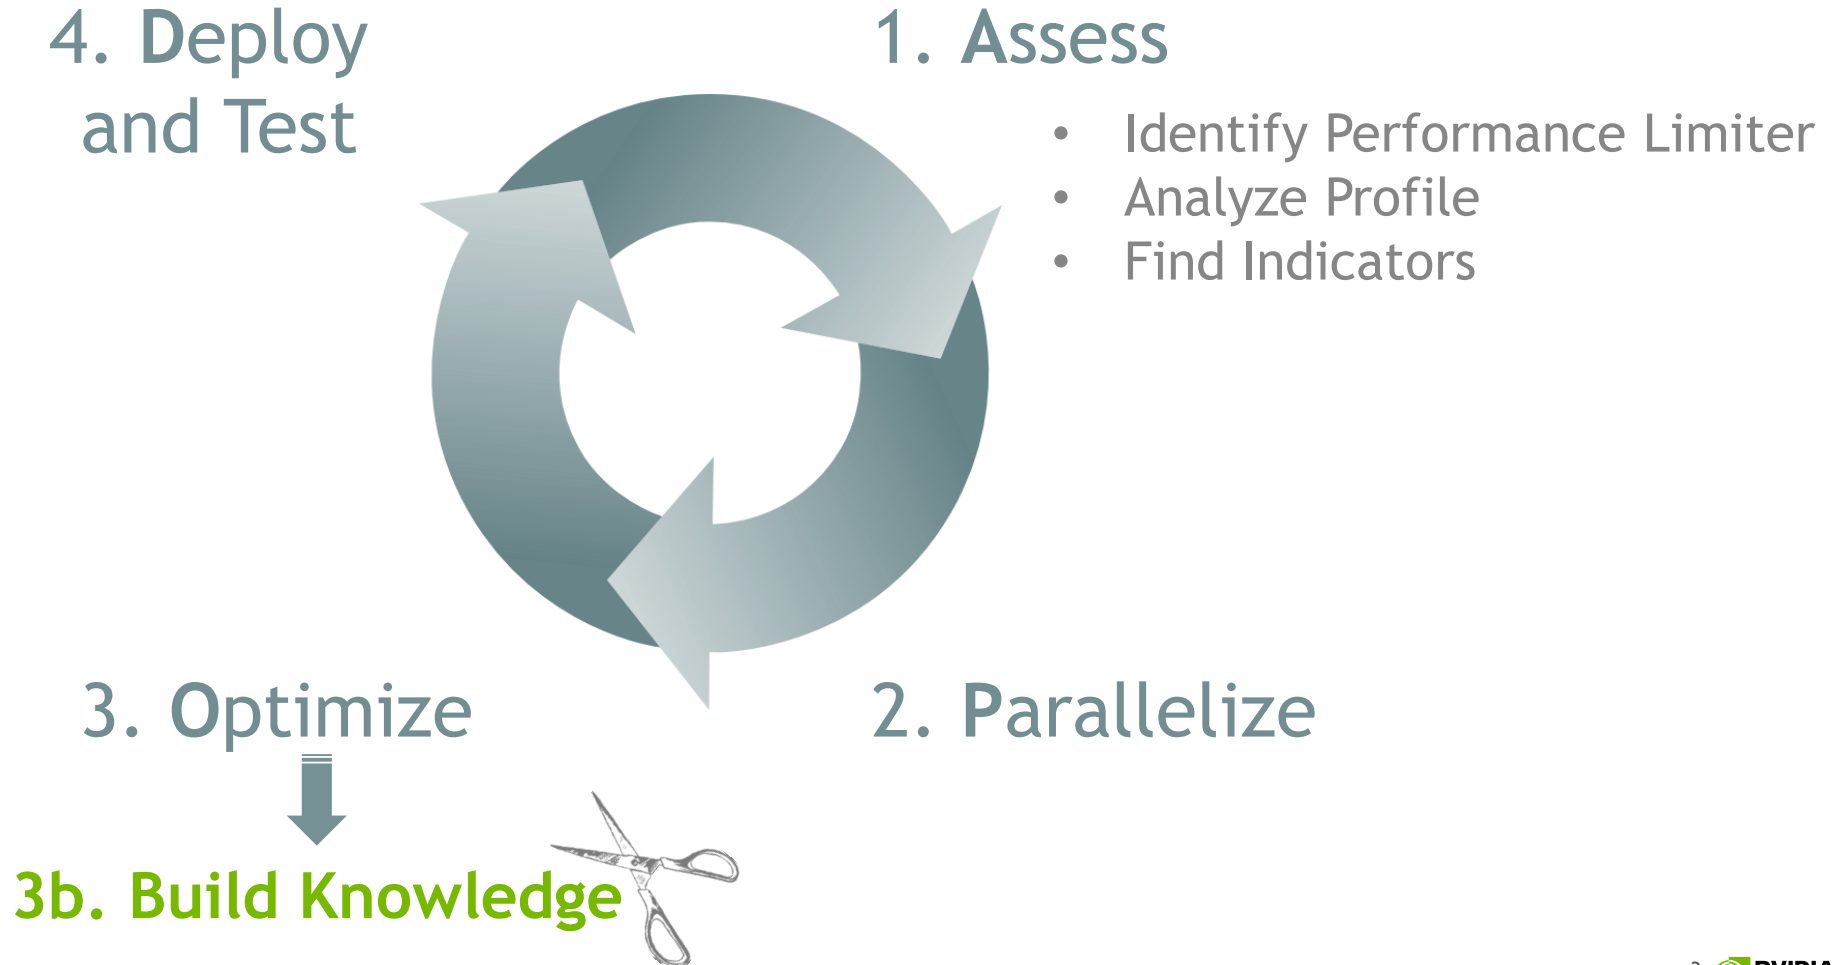 4. Deploy
and Test
1. Assess
• Identify Performance Limiter
• Analyze Profile
• Find Indicators
3. Optimize
2. Parallelize
3b. Build Knowledge